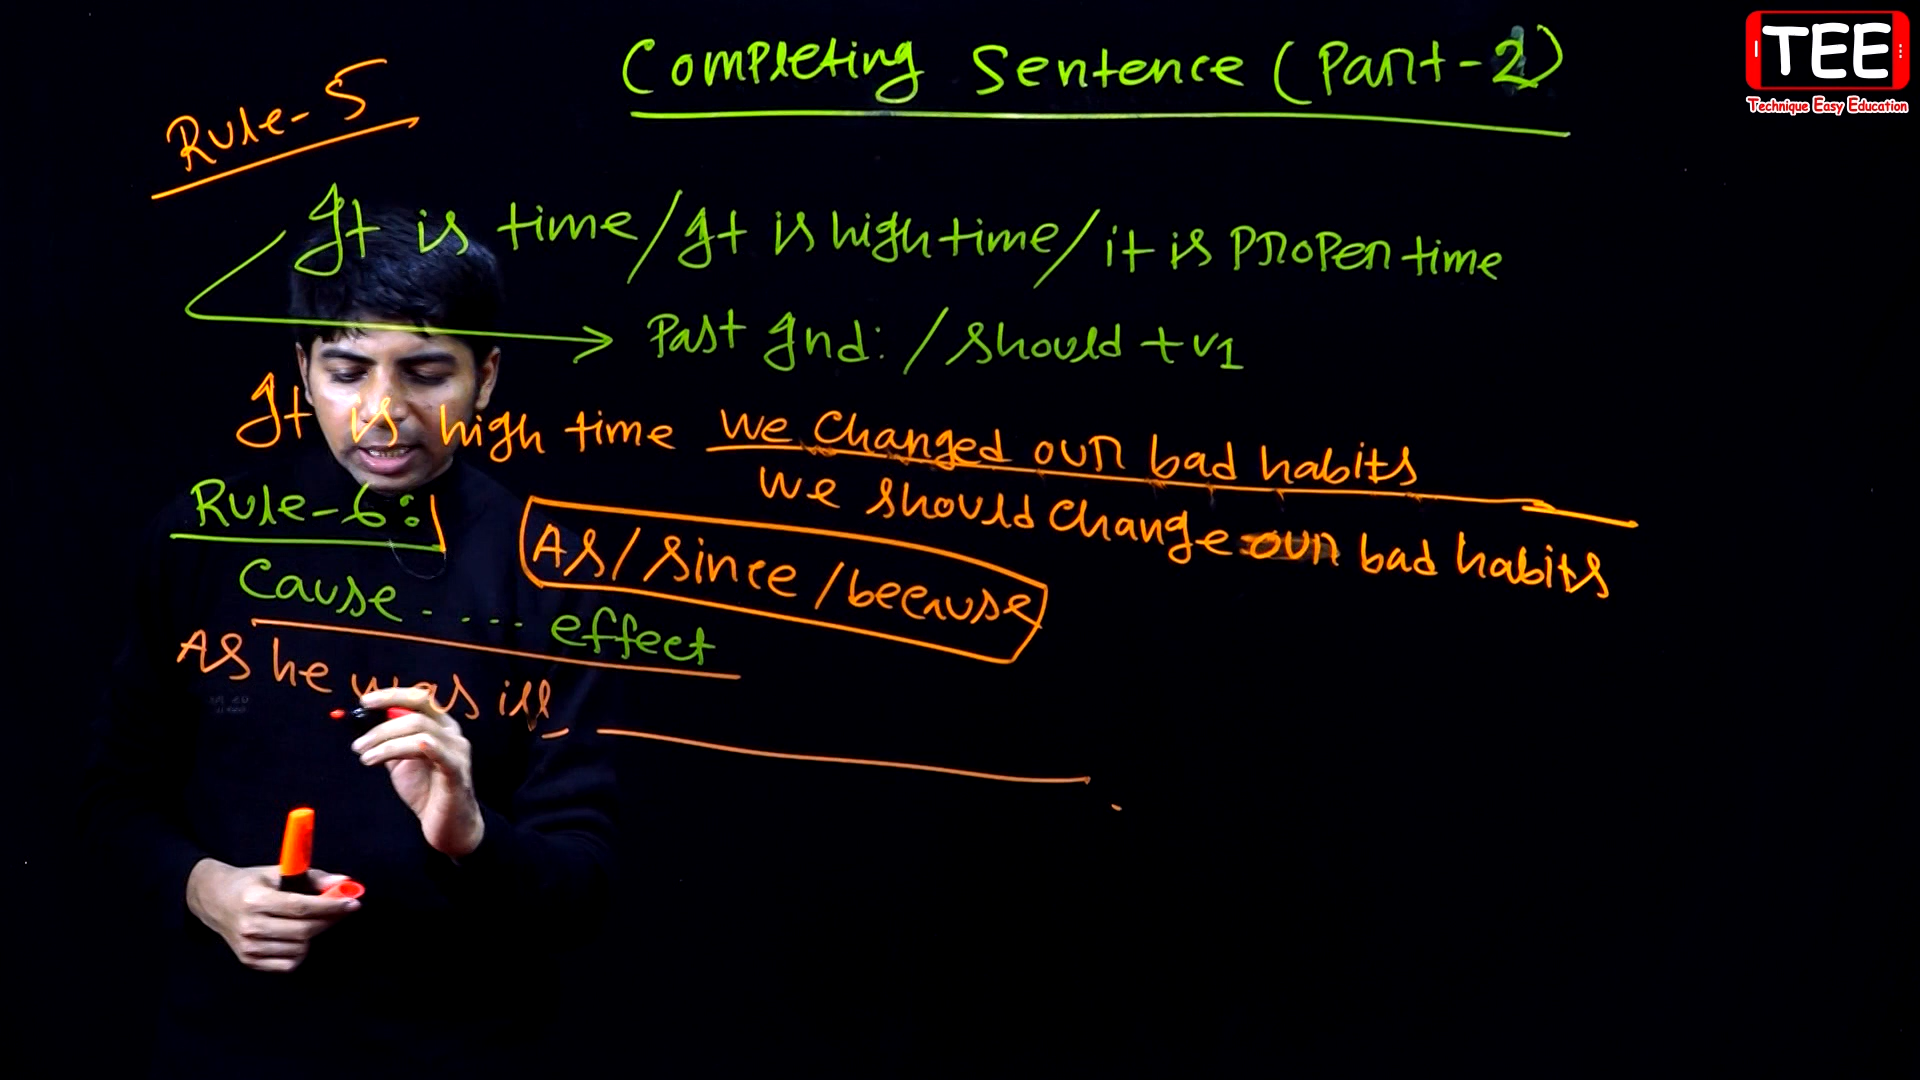 TEE
Technique Easy Education
Completing Sentence (Part-2)
Rule-5
It is time/It is high time/it is Proper time
Past Ind: / should + v1
It is high time we changed our bad habits
we should change our bad habits
Rule-6:
As/since/because
Cause ..... effect
As he was ill